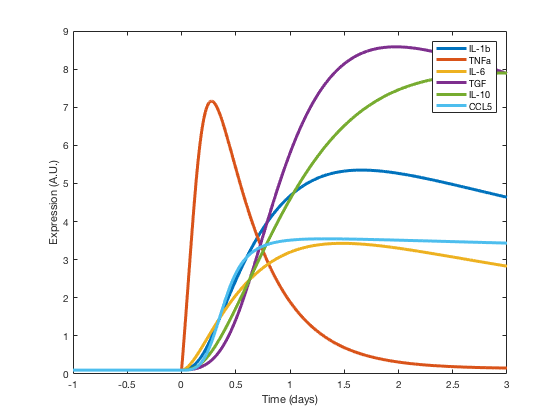 9
8
7
6
5
4
3
2
1
0
Expression (A.U.)
IL-1b
TNFa
IL-6
TGF
IL-10
CCL5
-1 -0.5 0 0.5 1 1.5 2 2.5 3
Time (days)